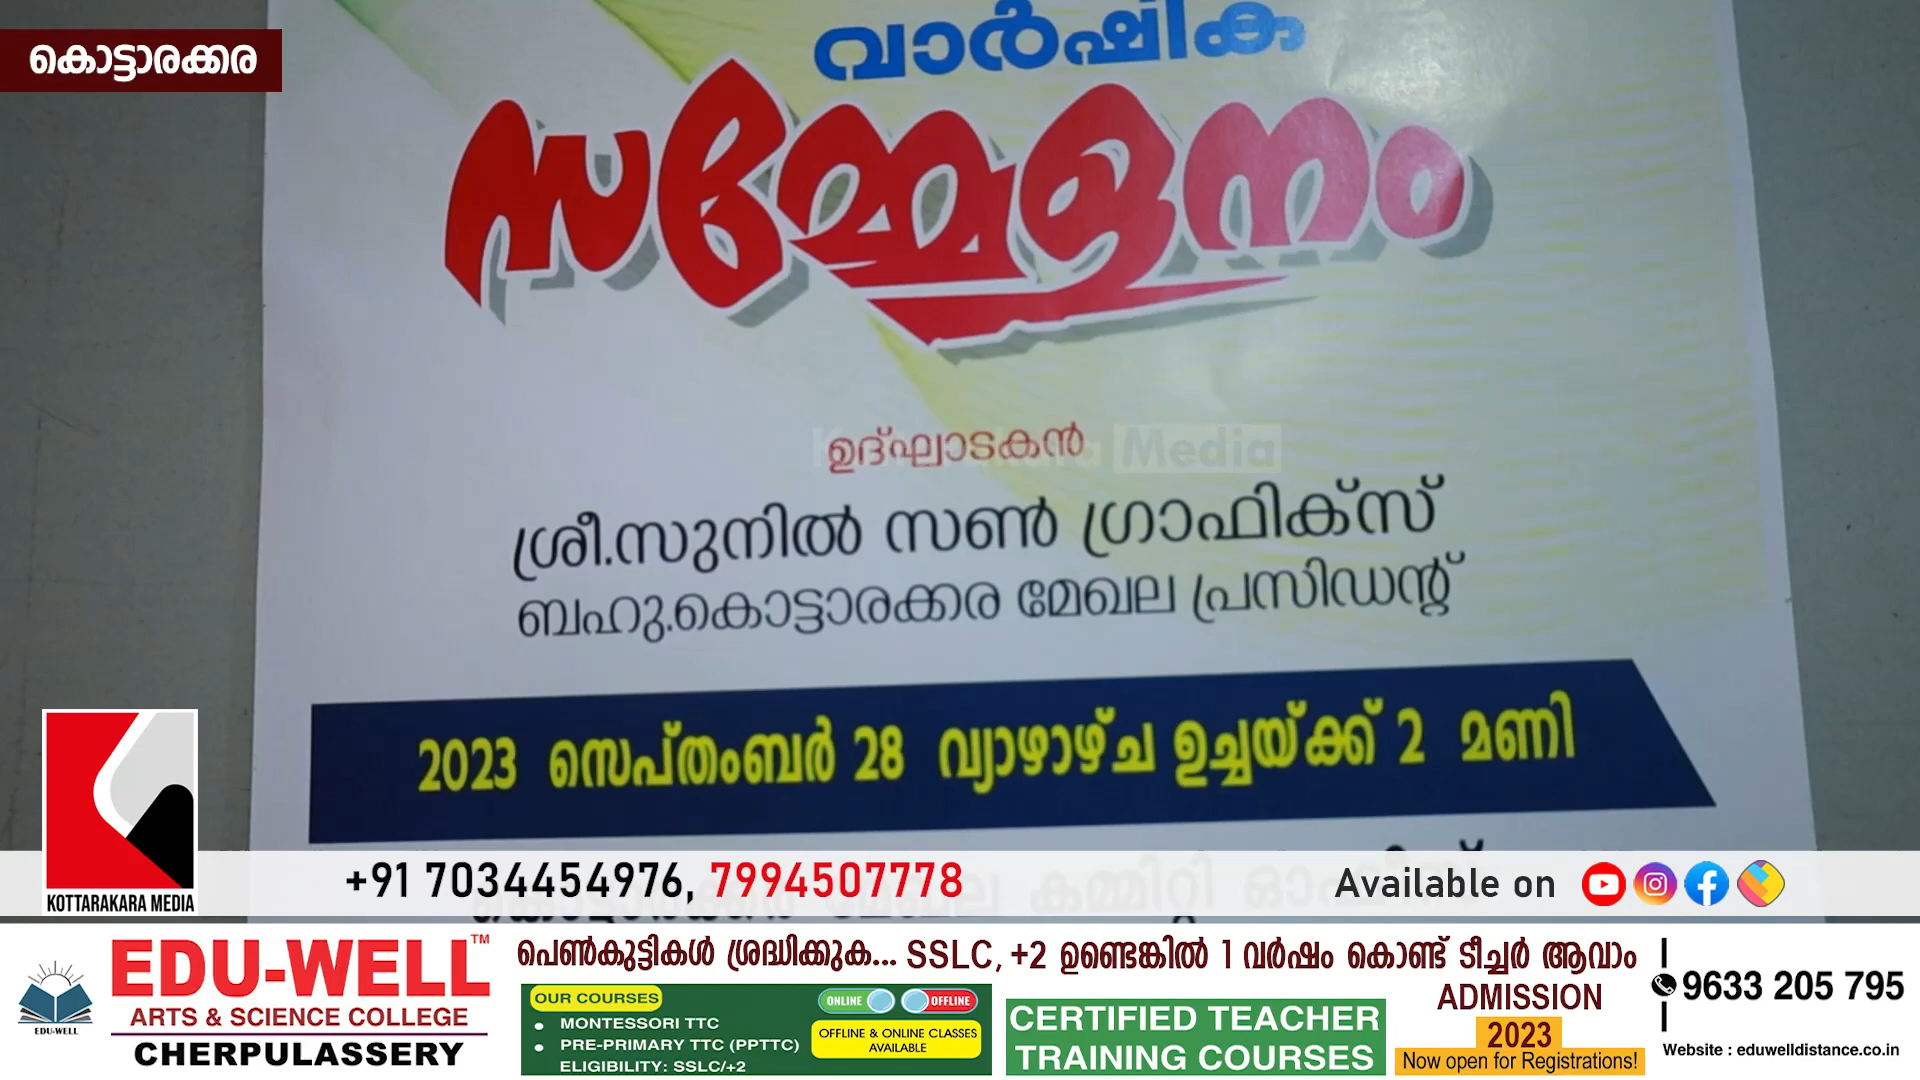 കൊട്ടാരക്കര
വാർഷിക
സമ്മേളനം
ഉദ്ഘാടകൻ
ശ്രീ.സുനിൽ സൺ ഗ്രാഫിക്സ്
ബഹു.കൊട്ടാരക്കര മേഖല പ്രസിഡന്റ്
2023 സെപ്തംബർ 28 വ്യാഴാഴ്ച ഉച്ചയ്ക്ക് 2 മണി
Media
KOTTARAKARA MEDIA
+91 7034454976, 7994507778
Available on
EDU-WELL™
ARTS & SCIENCE COLLEGE
CHERPULASSERY
EDU-WELL
പെൺകുട്ടികൾ ശ്രദ്ധിക്കുക... SSLC, +2 ഉണ്ടെങ്കിൽ 1 വർഷം കൊണ്ട് ടീച്ചർ ആവാം
OUR COURSES
• MONTESSORI TTC
• PRE-PRIMARY TTC (PPTTC)
ELIGIBILITY: SSLC/+2
ONLINE OFFLINE
OFFLINE & ONLINE CLASSES
AVAILABLE
CERTIFIED TEACHER
TRAINING COURSES
ADMISSION
2023
Now open for Registrations!
9633 205 795
Website : eduwelldistance.co.in